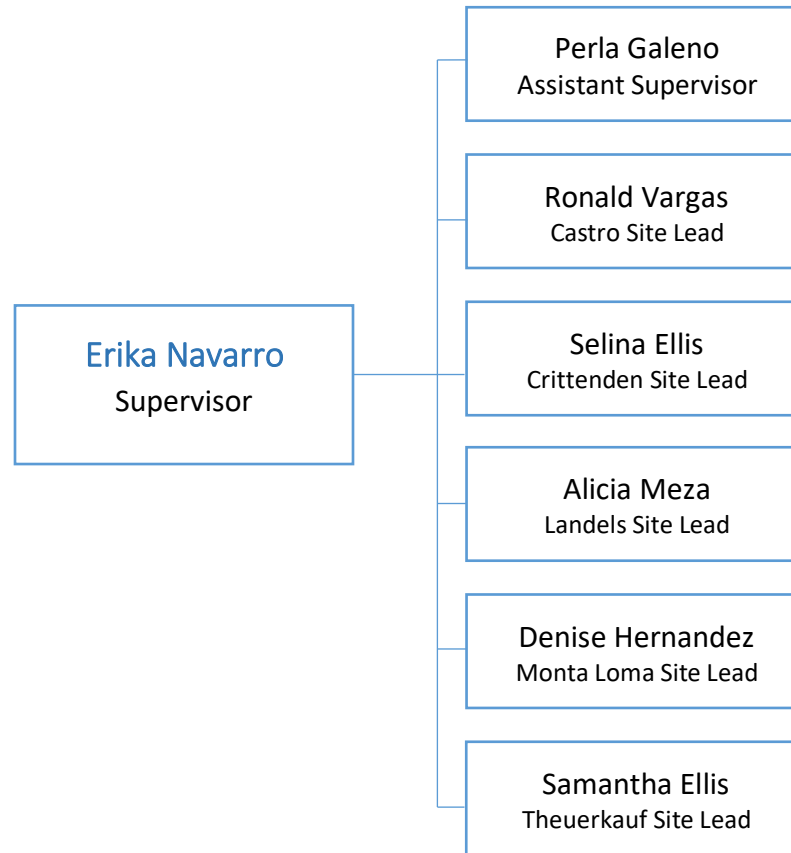 Perla Galeno
Assistant Supervisor
Ronald Vargas
Castro Site Lead
Erika Navarro
Supervisor
Selina Ellis
Crittenden Site Lead
Alicia Meza
Landels Site Lead
Denise Hernandez
Monta Loma Site Lead
Samantha Ellis
Theuerkauf Site Lead